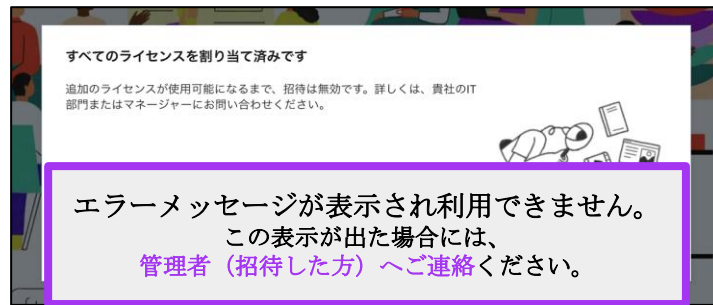 すべてのライセンスを割り当て済みです
追加のライセンスが使用可能になるまで、招待は無効です。詳しくは、貴社のIT
部門またはマネージャーにお問い合わせください。
エラーメッセージが表示され利用できません。
この表示が出た場合には、
管理者（招待した方）へご連絡ください。